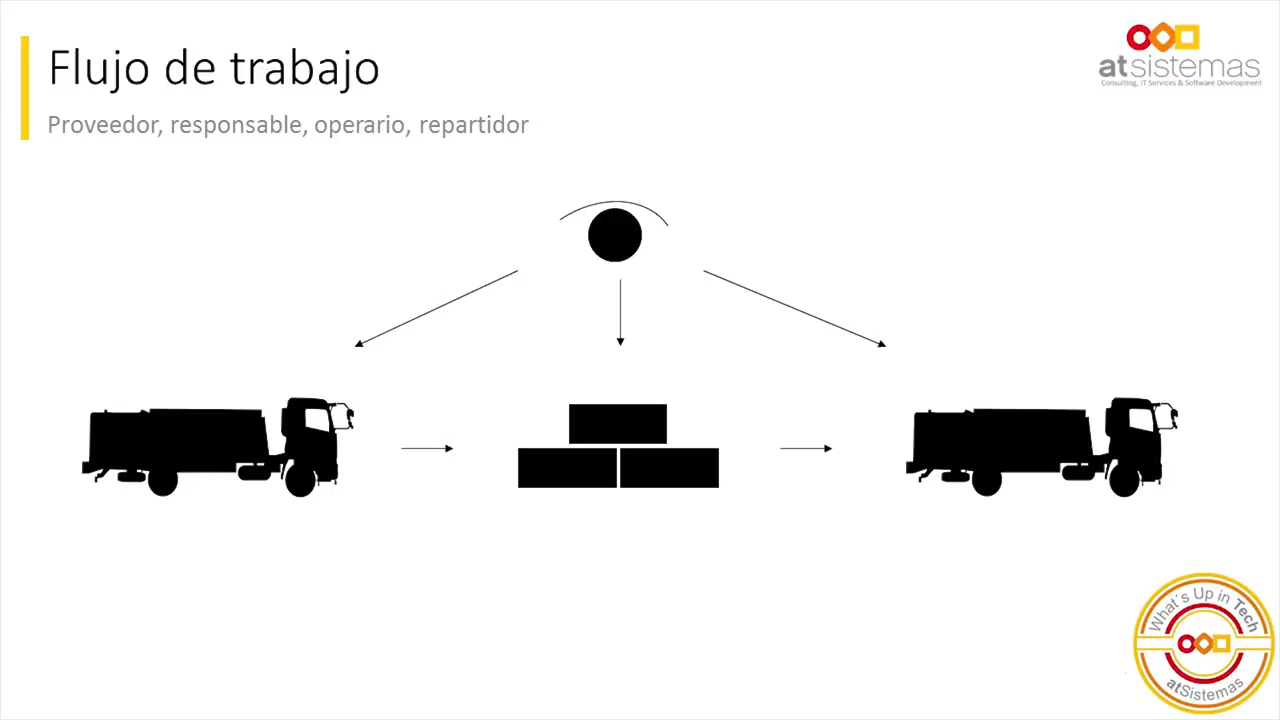 Flujo de trabajo
Proveedor, responsable, operario, repartidor
atsistemas
Consulting, IT Services & Software Development
What's Up in Tech
atSistemas